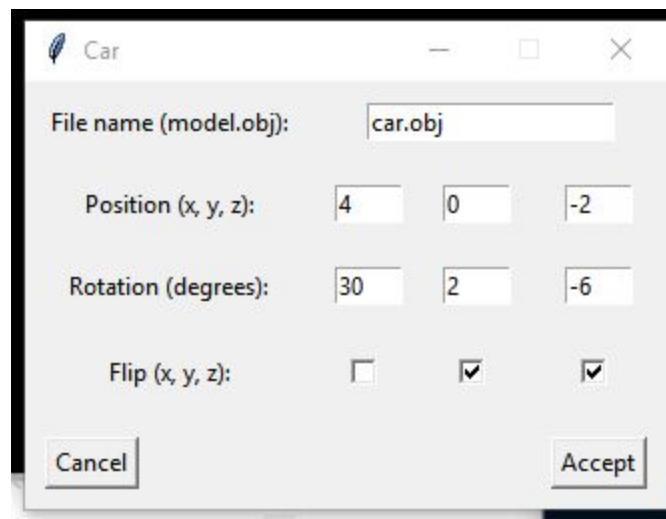 Car
File name (model.obj): car.obj
Position (x, y, z): 4 0 -2
Rotation (degrees): 30 2 -6
Flip (x, y, z):
Cancel Accept